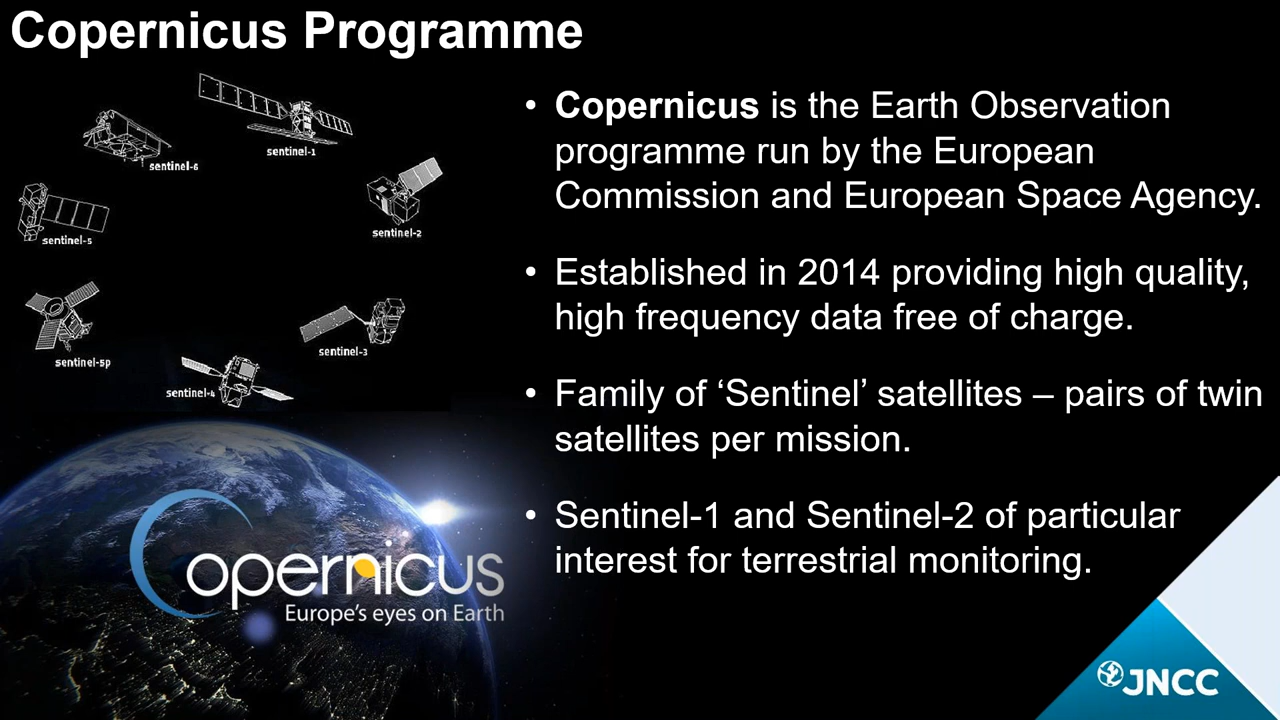 Copernicus Programme
sentinel-6
sentinel-1
sentinel-5
sentinel-2
sentinel-5p
sentinel-3
sentinel-4
Copernicus
Europe's eyes on Earth
• Copernicus is the Earth Observation
programme run by the European
Commission and European Space Agency.
• Established in 2014 providing high quality,
high frequency data free of charge.
• Family of ‘Sentinel’ satellites – pairs of twin
satellites per mission.
• Sentinel-1 and Sentinel-2 of particular
interest for terrestrial monitoring.
JNCC